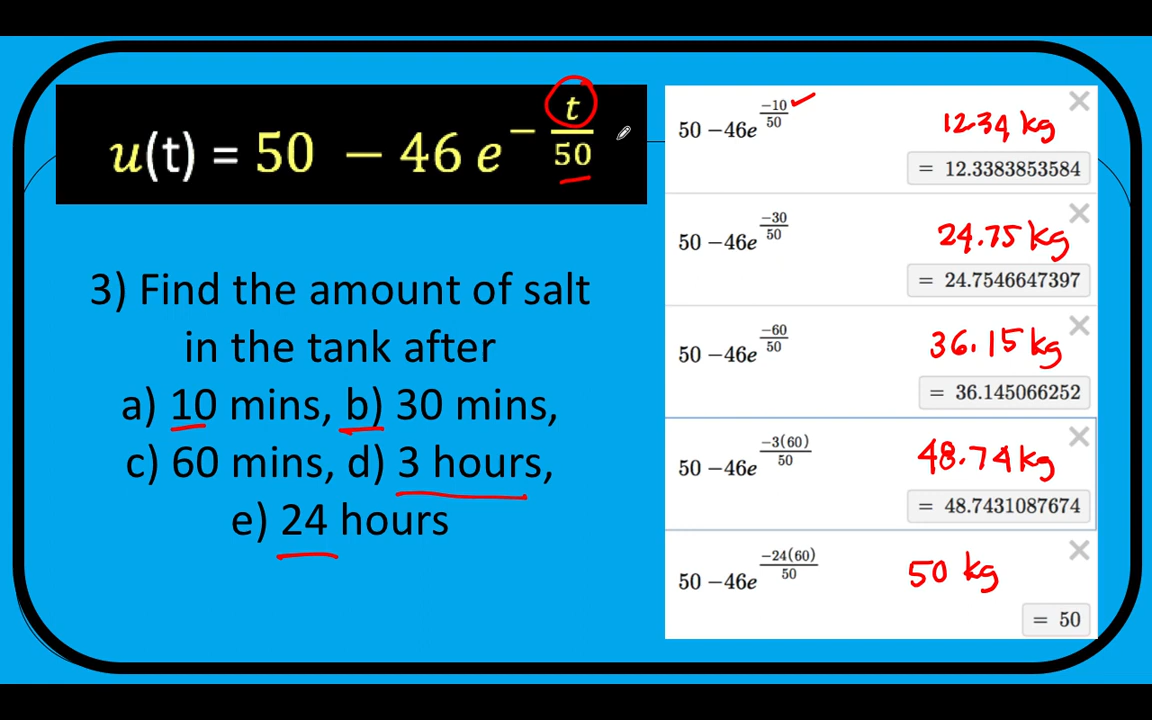 u(t) = 50 − 46 e^{−t/50}
3) Find the amount of salt
in the tank after
a) 10 mins, b) 30 mins,
c) 60 mins, d) 3 hours,
e) 24 hours
50 −46e^{−10/50}
12.34 kg
= 12.3383853584
50 −46e^{−30/50}
24.75 kg
= 24.7546647397
50 −46e^{−60/50}
36.15 kg
= 36.145066252
50 −46e^{−3(60)/50}
48.74 kg
= 48.7431087674
50 −46e^{−24(60)/50}
50 kg
= 50